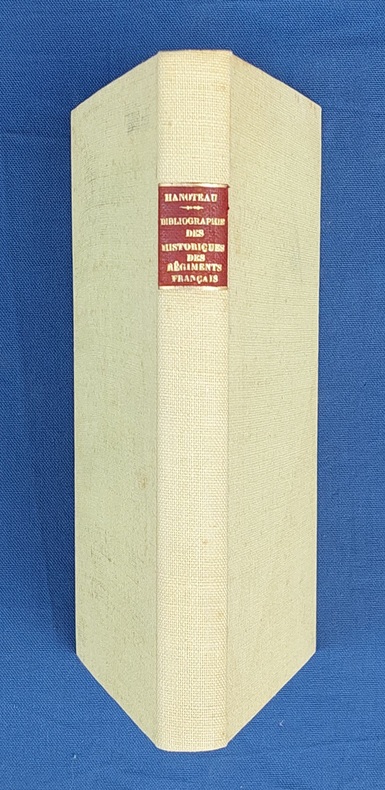 HANOTEAU
BIBLIOGRAPHIE
DES
HISTORIQUES
DES
RÉGIMENTS
FRANÇAIS